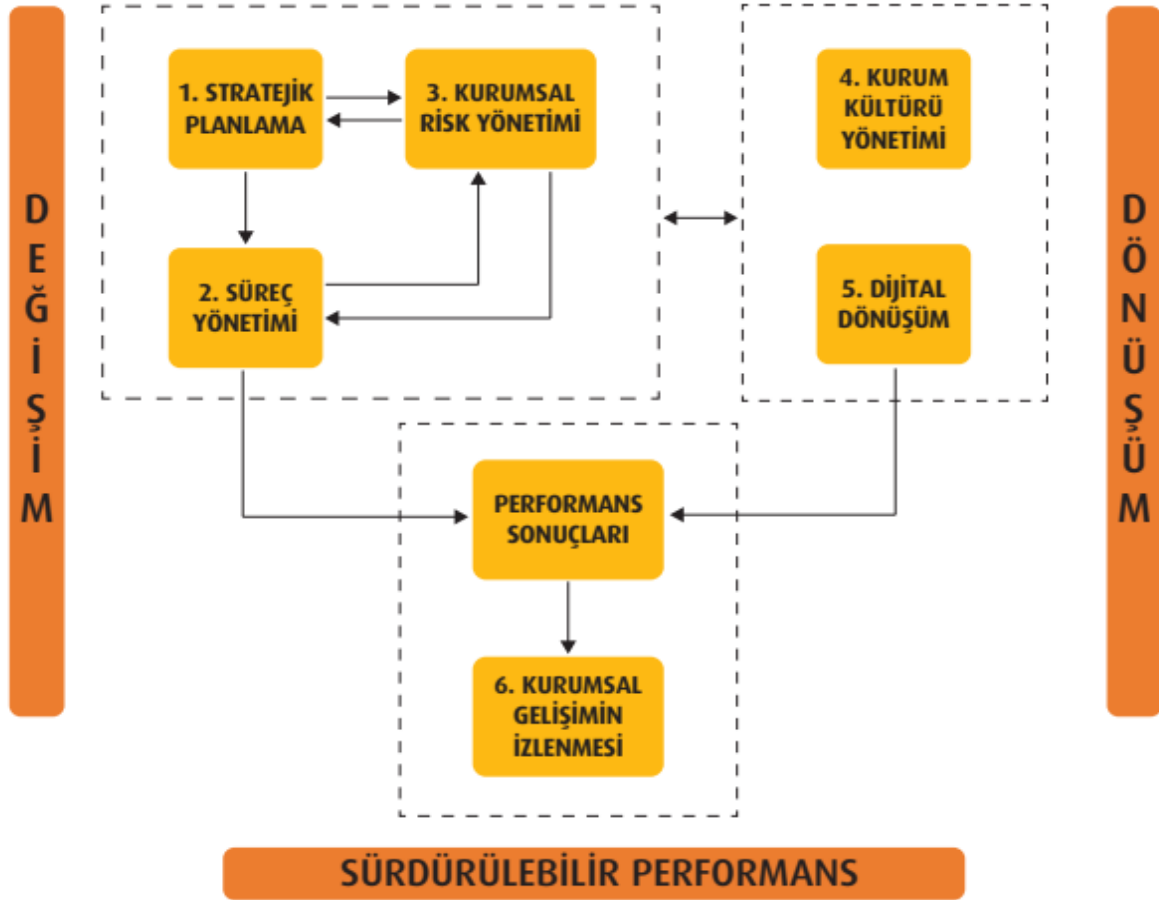 DEĞİŞİM
1. STRATEJİK
PLANLAMA
3. KURUMSAL
RİSK YÖNETİMİ
2. SÜREÇ
YÖNETİMİ
4. KURUM
KÜLTÜRÜ
YÖNETİMİ
5. DİJİTAL
DÖNÜŞÜM
DÖNÜŞÜM
PERFORMANS
SONUÇLARI
6. KURUMSAL
GELİŞİMİN
İZLENMESİ
SÜRDÜRÜLEBİLİR PERFORMANS